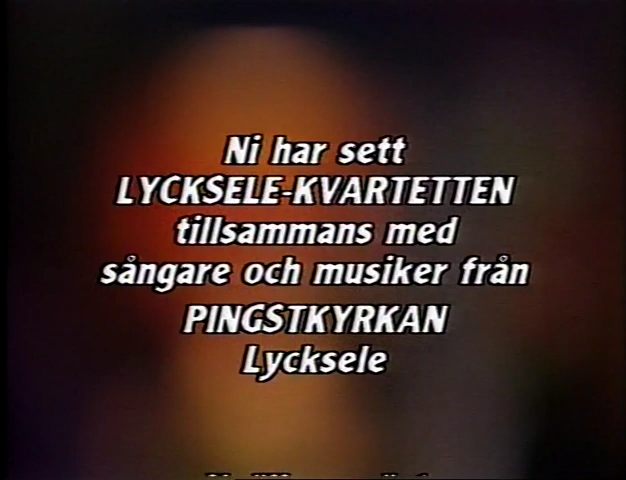 Ni har sett
LYCKSELE-KVARTETTEN
tillsammans med
sångare och musiker från
PINGSTKYRKAN
Lycksele